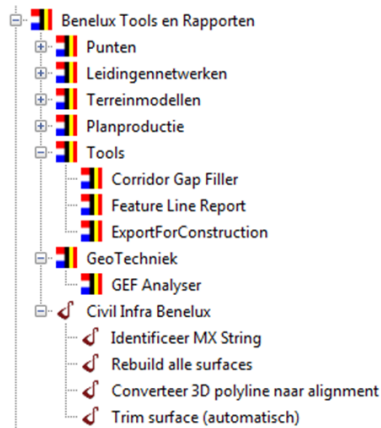 Benelux Tools en Rapporten
Punten
Leidingennetwerken
Terreinmodellen
Planproductie
Tools
Corridor Gap Filler
Feature Line Report
ExportForConstruction
GeoTechniek
GEF Analyser
Civil Infra Benelux
Identificeer MX String
Rebuild alle surfaces
Converteer 3D polyline naar alignment
Trim surface (automatisch)